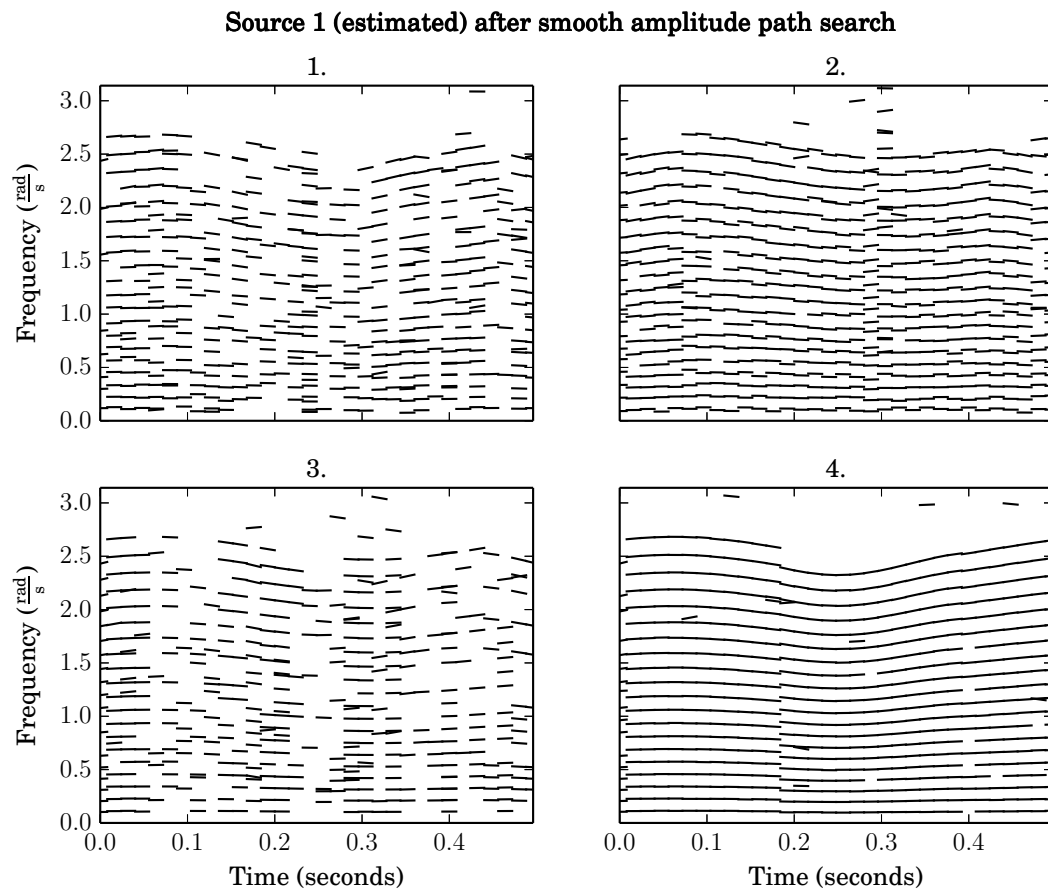 Source 1 (estimated) after smooth amplitude path search
1.
2.
3.0
2.5
2.0
1.5
1.0
0.5
0.0
Frequency (rad/s)
3.
4.
3.0
2.5
2.0
1.5
1.0
0.5
0.0
Frequency (rad/s)
0.0 0.1 0.2 0.3 0.4
0.0 0.1 0.2 0.3 0.4
Time (seconds)
Time (seconds)